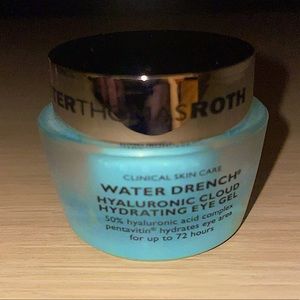 TERTHOMASROTH
CLINICAL SKIN CARE
WATER DRENCH®
HYALURONIC CLOUD
HYDRATING EYE GEL
50% hyaluronic acid complex
pentavitin® hydrates eye area
for up to 72 hours